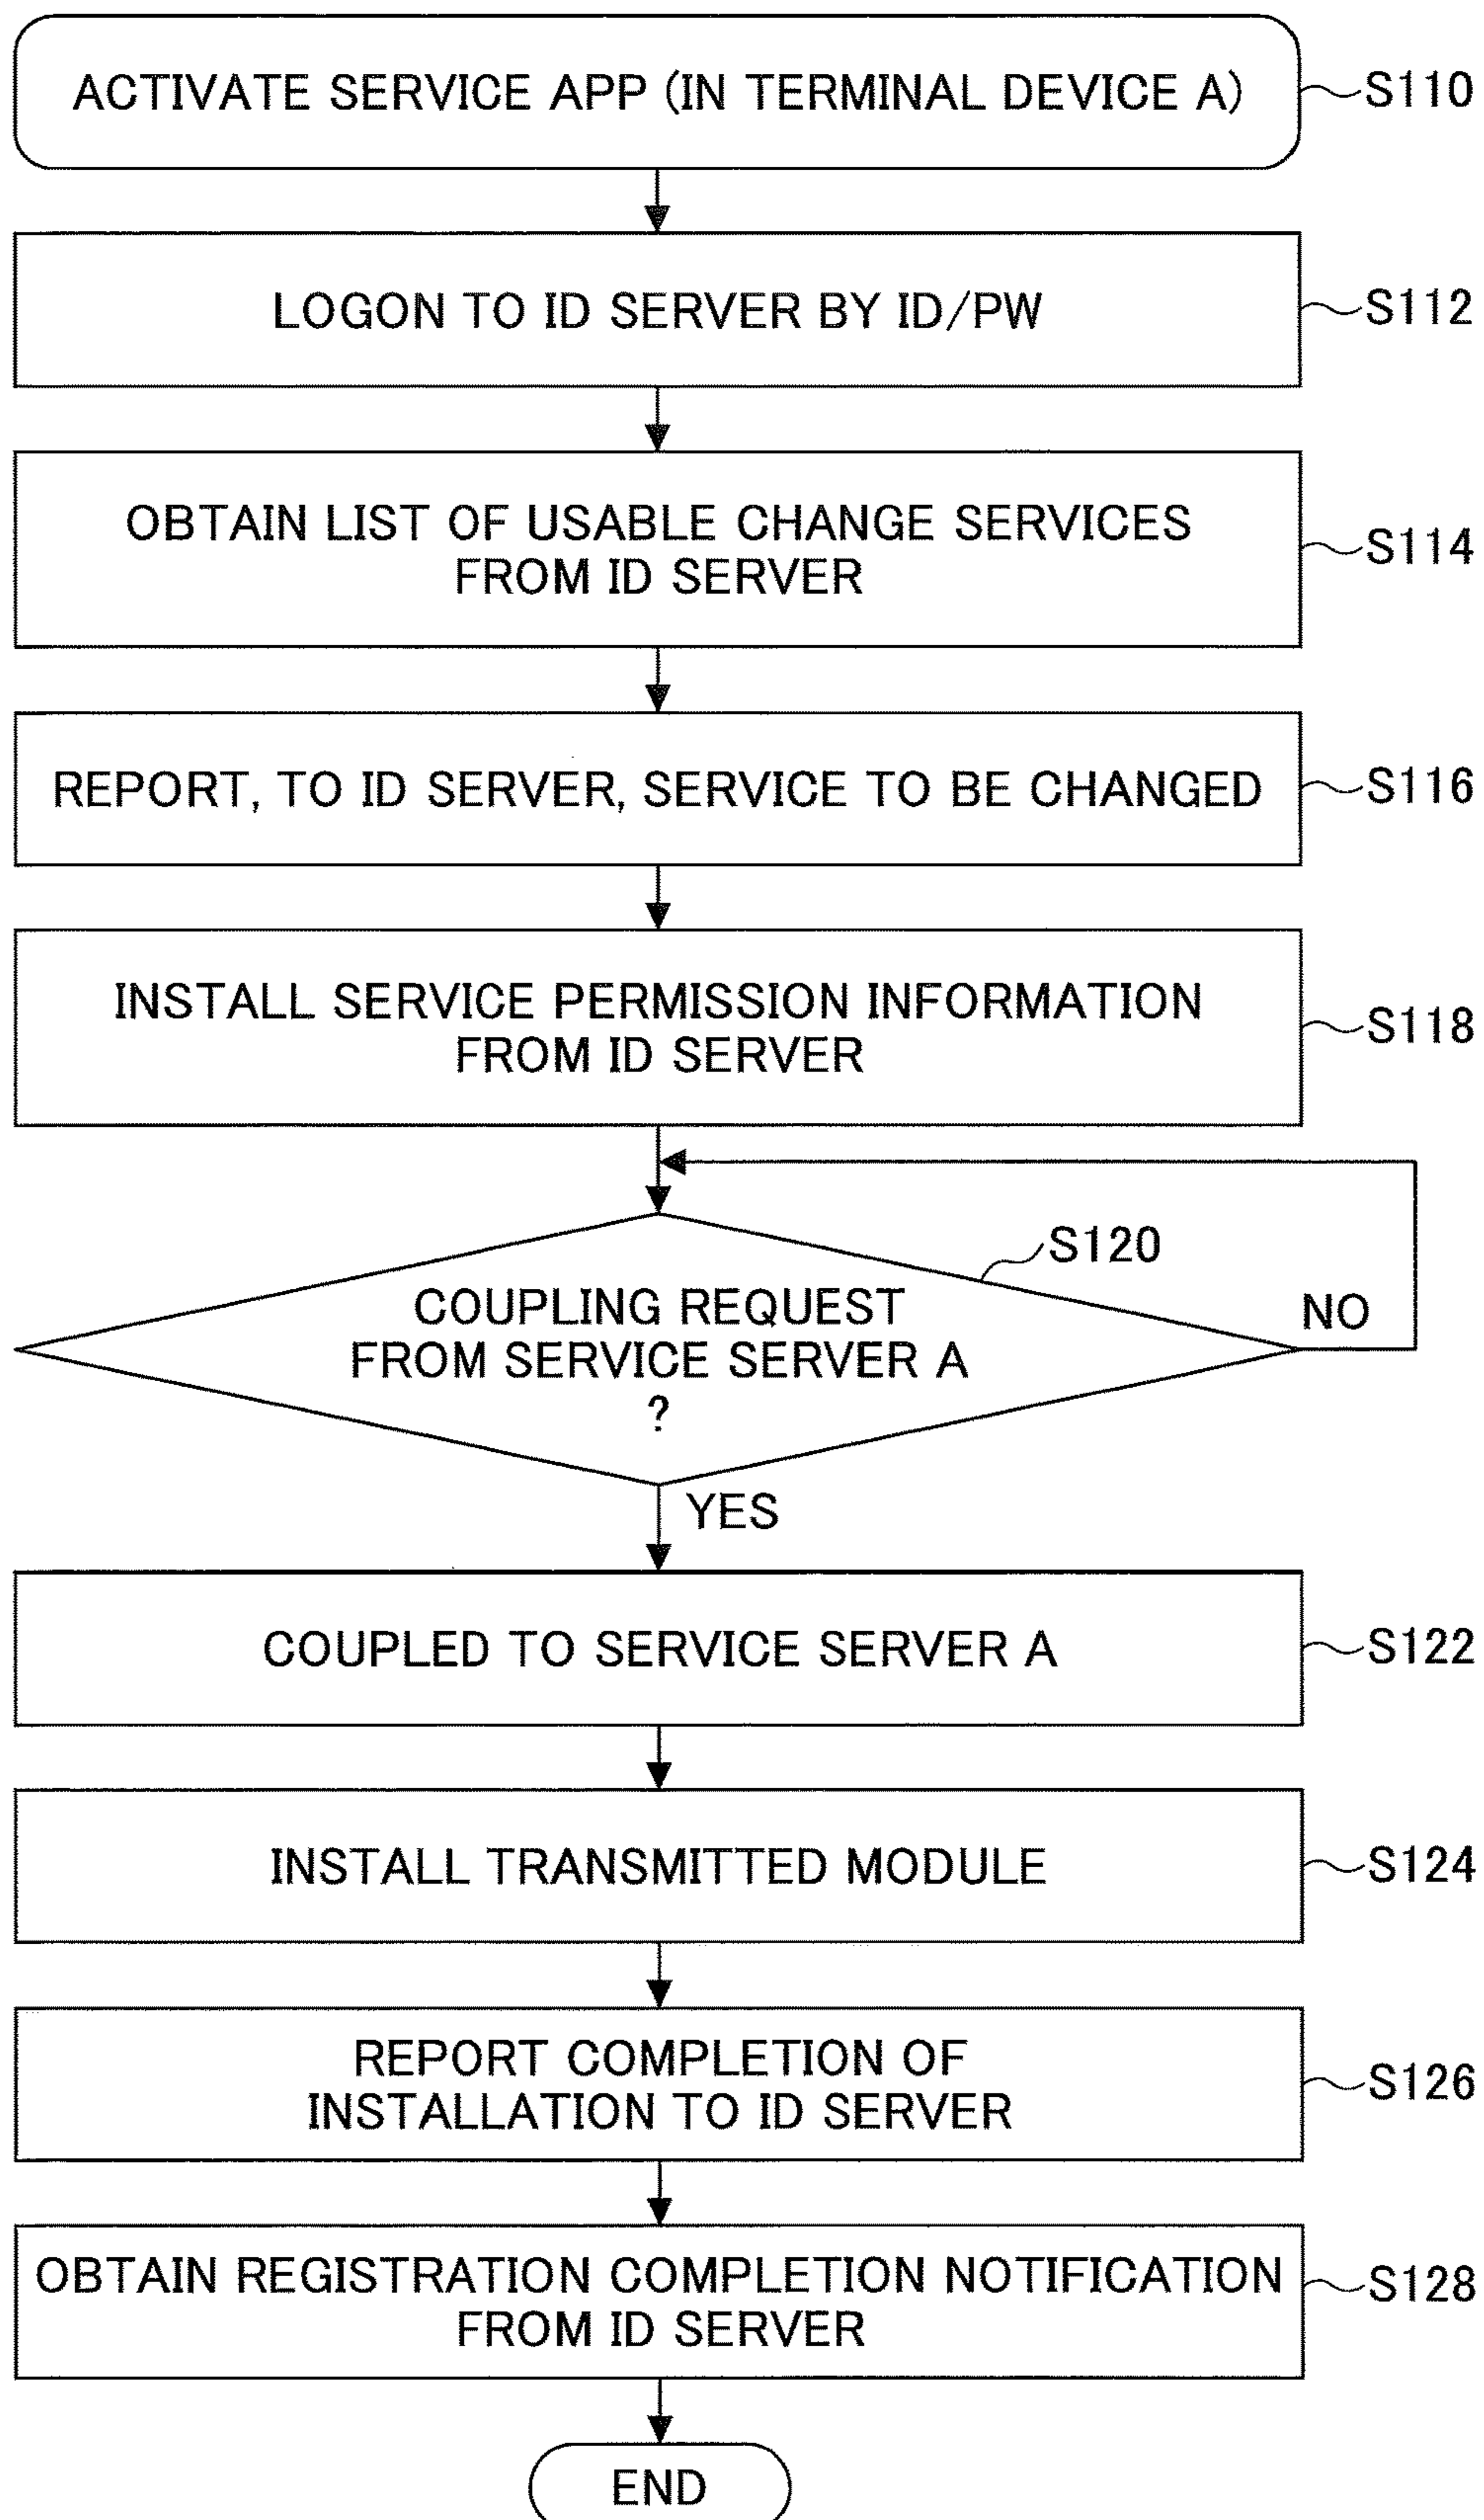 ACTIVATE SERVICE APP (IN TERMINAL DEVICE A)
S110
LOGON TO ID SERVER BY ID/PW
S112
OBTAIN LIST OF USABLE CHANGE SERVICES
FROM ID SERVER
S114
REPORT, TO ID SERVER, SERVICE TO BE CHANGED
S116
INSTALL SERVICE PERMISSION INFORMATION
FROM ID SERVER
S118
S120
COUPLING REQUEST
FROM SERVICE SERVER A
?
NO
YES
COUPLED TO SERVICE SERVER A
S122
INSTALL TRANSMITTED MODULE
S124
REPORT COMPLETION OF
INSTALLATION TO ID SERVER
S126
OBTAIN REGISTRATION COMPLETION NOTIFICATION
FROM ID SERVER
S128
END